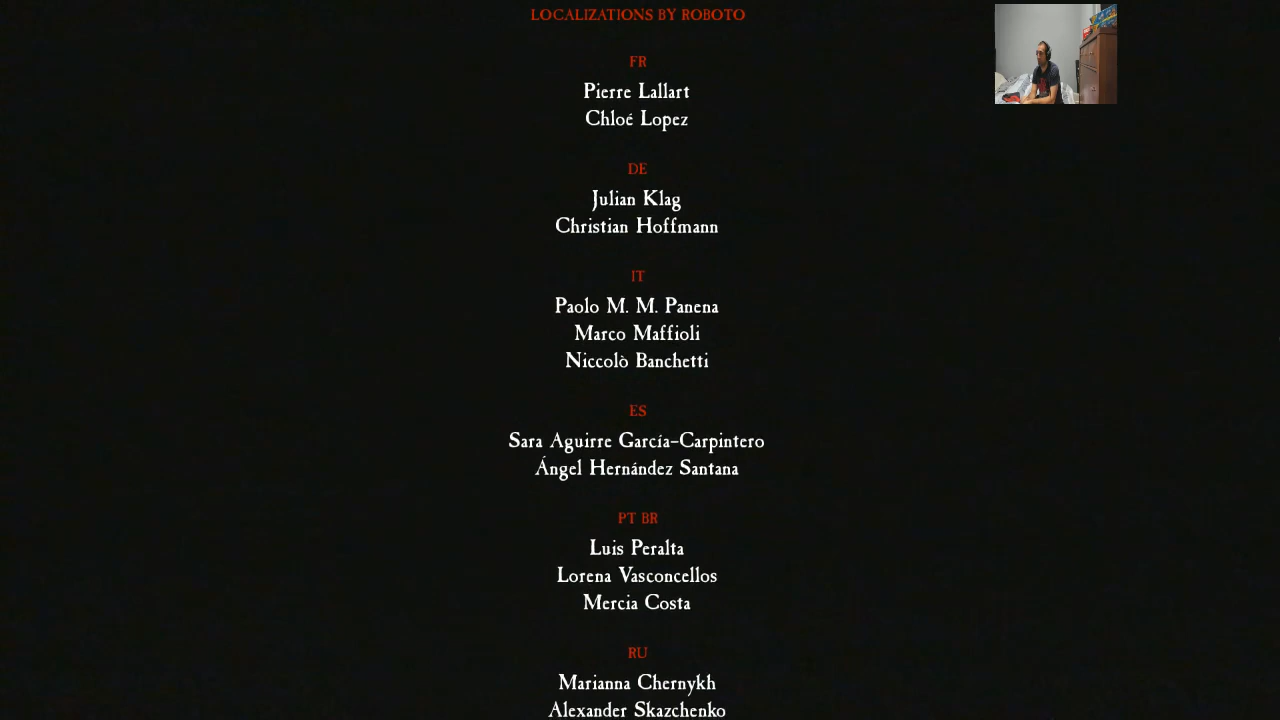 LOCALIZATIONS BY ROBOTO
FR
Pierre Lallart
Chloé Lopez
DE
Julian Klag
Christian Hoffmann
IT
Paolo M. M. Panena
Marco Maffioli
Niccolò Banchetti
ES
Sara Aguirre García-Carpintero
Ángel Hernández Santana
PT BR
Luis Peralta
Lorena Vasconcellos
Mercia Costa
RU
Marianna Chernykh
Alexander Skazchenko